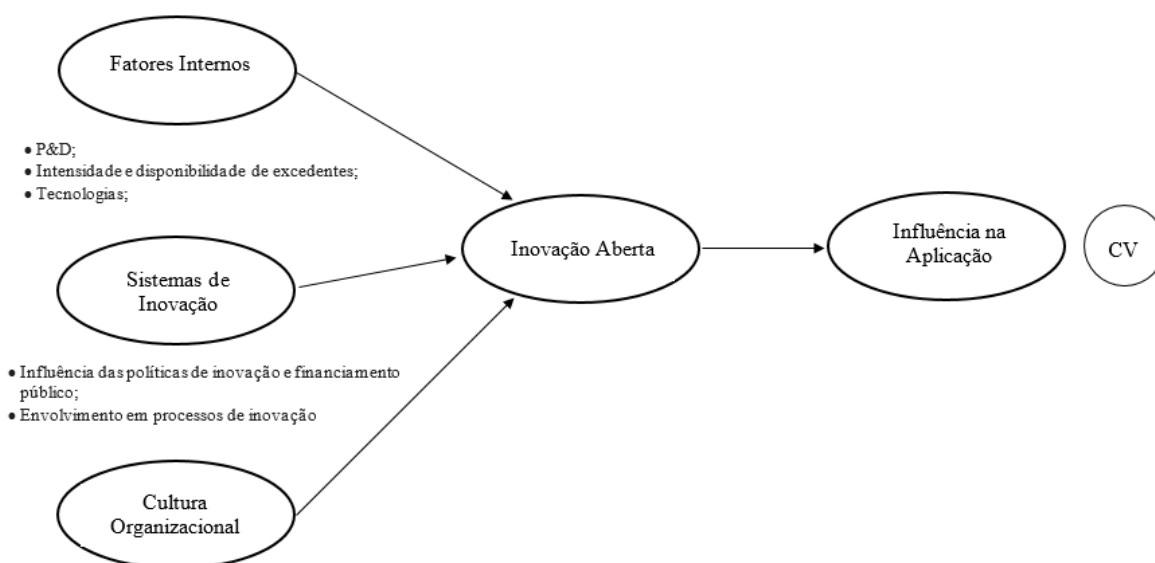 Fatores Internos
• P&D;
• Intensidade e disponibilidade de excedentes;
• Tecnologias;
Sistemas de
Inovação
• Influência das políticas de inovação e financiamento
público;
• Envolvimento em processos de inovação
Cultura
Organizacional
Inovação Aberta
Influência na
Aplicação
CV